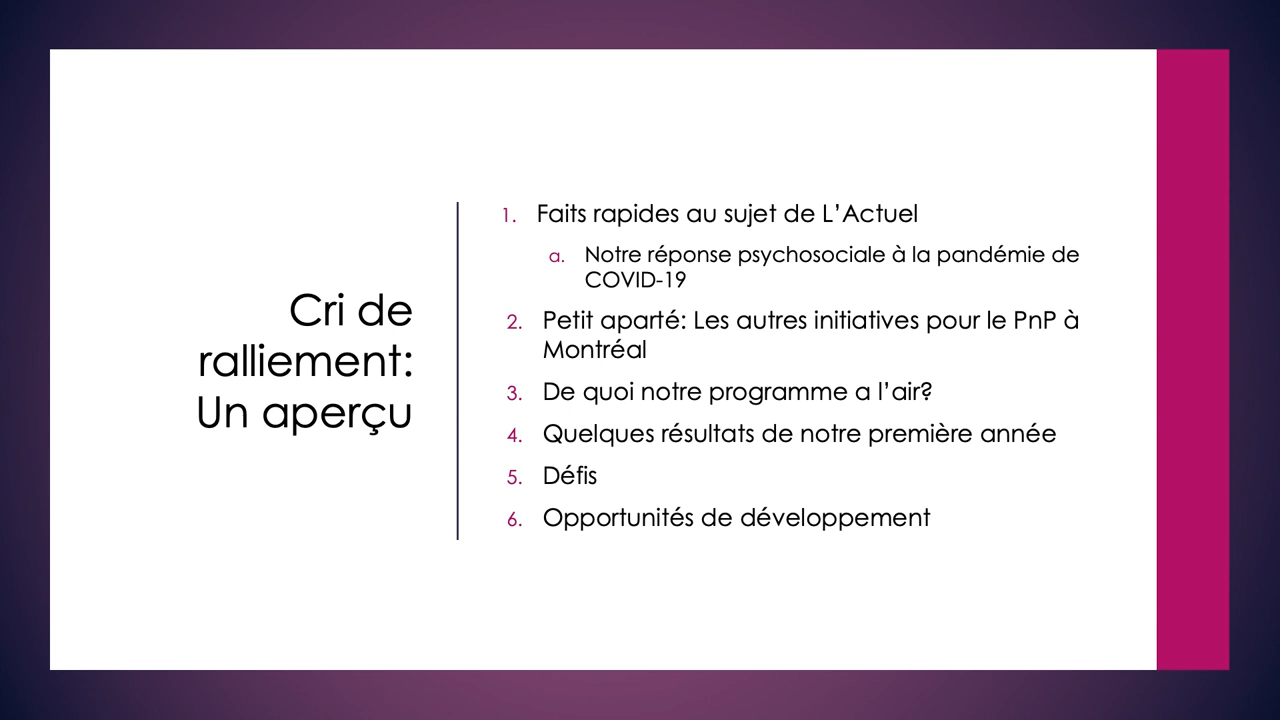 Cri de
ralliement:
Un aperçu
1. Faits rapides au sujet de L’Actuel
a. Notre réponse psychosociale à la pandémie de
COVID-19
2. Petit aparté: Les autres initiatives pour le PnP à
Montréal
3. De quoi notre programme a l’air?
4. Quelques résultats de notre première année
5. Défis
6. Opportunités de développement